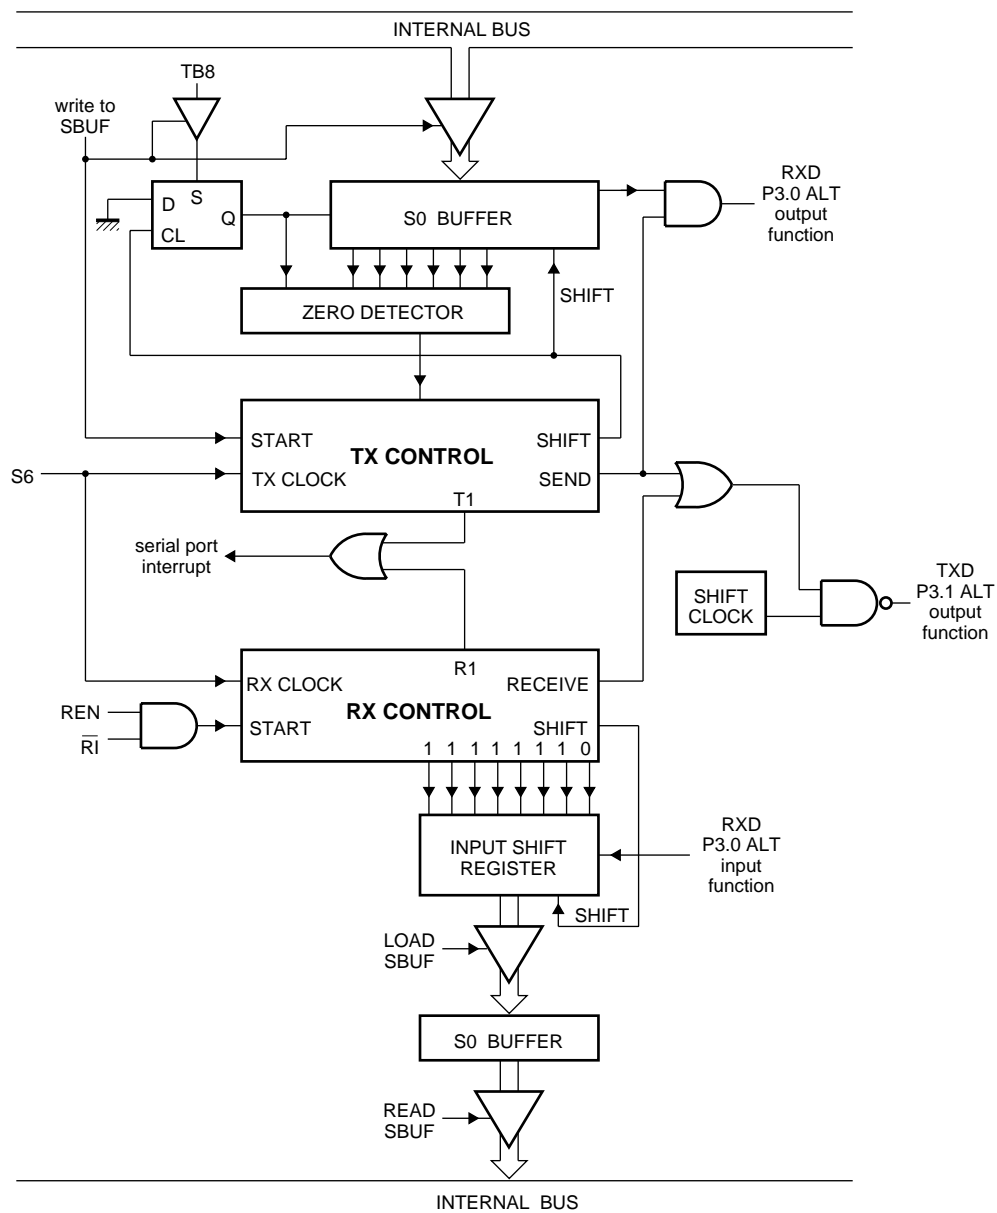 INTERNAL BUS
TB8
write to
SBUF
S
D
Q
CL
S0 BUFFER
RXD
P3.0 ALT
output
function
ZERO DETECTOR
SHIFT
START
SHIFT
TX CONTROL
S6
TX CLOCK
SEND
T1
serial port
interrupt
SHIFT
CLOCK
TXD
P3.1 ALT
output
function
R1
RX CLOCK
RECEIVE
RX CONTROL
REN
RI
START
SHIFT
1 1 1 1 1 1 1 0
INPUT SHIFT
REGISTER
RXD
P3.0 ALT
input
function
SHIFT
LOAD
SBUF
S0 BUFFER
READ
SBUF
INTERNAL BUS